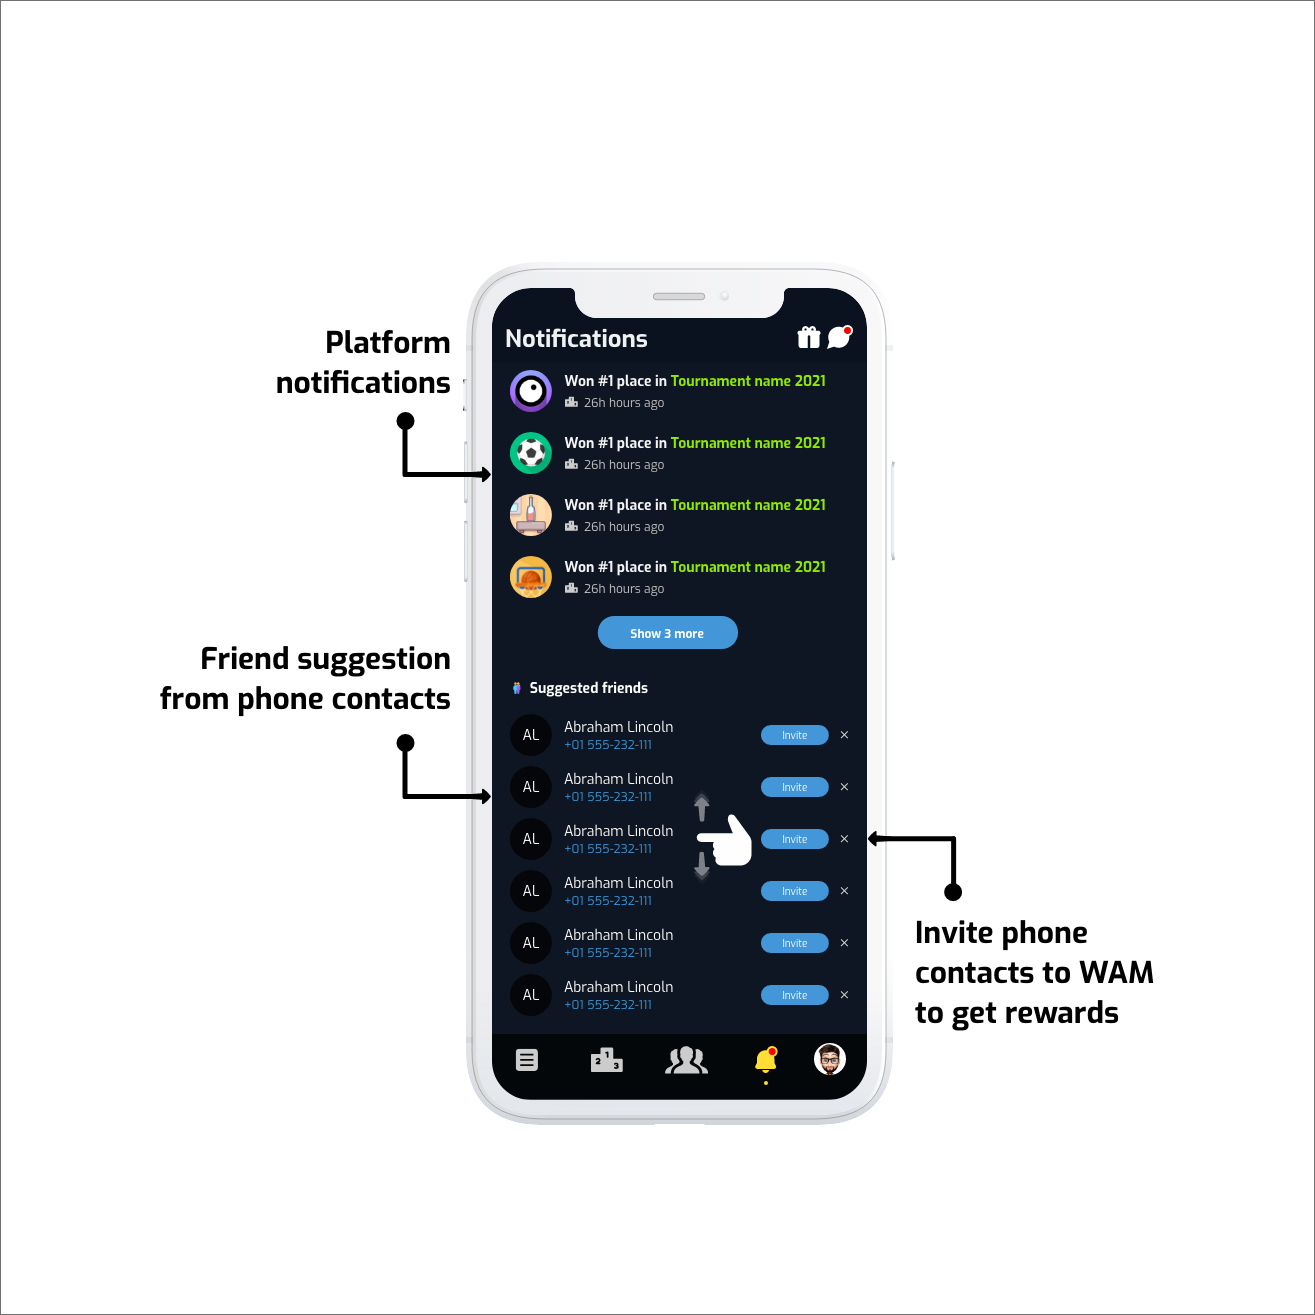 Platform
notifications
Friend suggestion
from phone contacts
Notifications
Won #1 place in Tournament name 2021
26h hours ago
Won #1 place in Tournament name 2021
26h hours ago
Won #1 place in Tournament name 2021
26h hours ago
Won #1 place in Tournament name 2021
26h hours ago
Show 3 more
Suggested friends
AL Abraham Lincoln Invite ×
+01 555-232-111
AL Abraham Lincoln Invite ×
+01 555-232-111
AL Abraham Lincoln Invite ×
+01 555-232-111
AL Abraham Lincoln Invite ×
+01 555-232-111
AL Abraham Lincoln Invite ×
+01 555-232-111
AL Abraham Lincoln Invite ×
+01 555-232-111
2 1 3
Invite phone
contacts to WAM
to get rewards